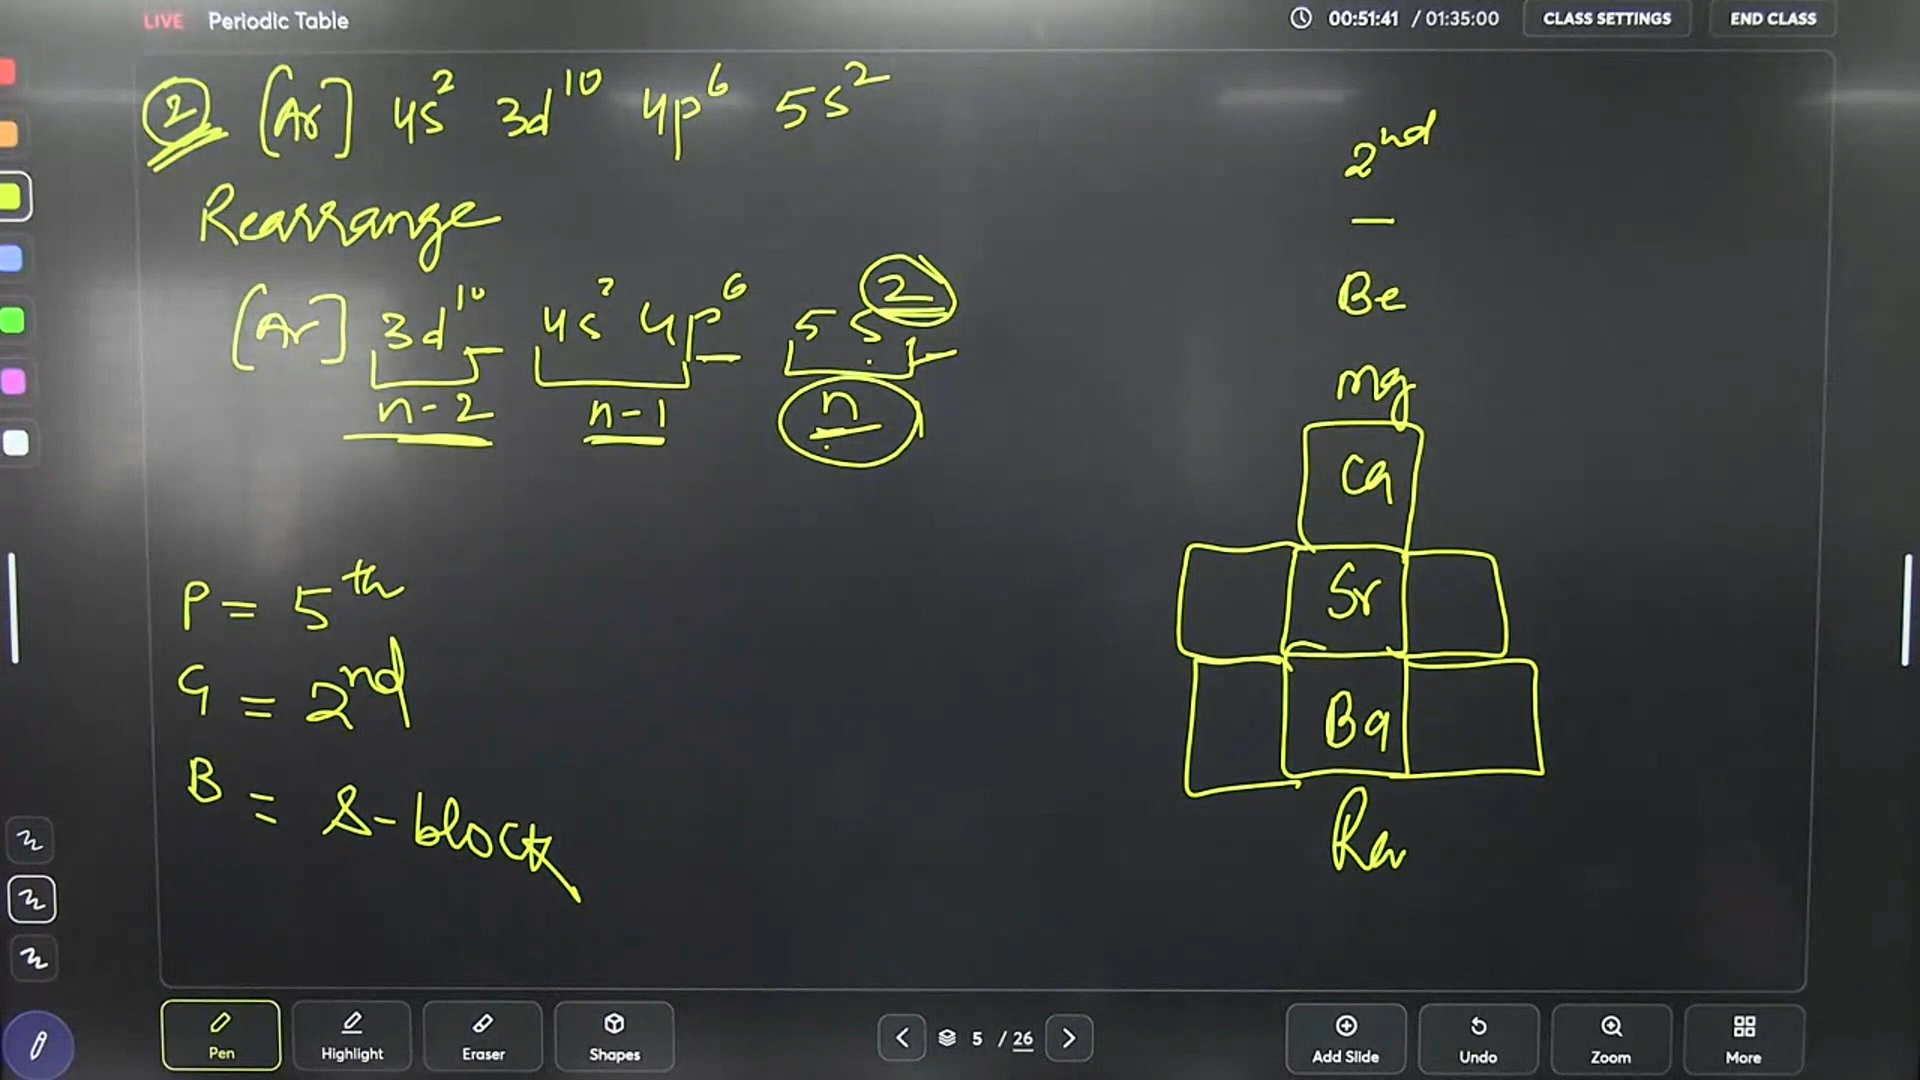 LIVE Periodic Table 00:51:41 / 01:35:00 CLASS SETTINGS END CLASS
② [Ar] 4s² 3d¹⁰ 4p⁶ 5s²
Rearrange
[Ar] 3d¹⁰ 4s² 4p⁶ 5s²
n-2 n-1 n
P = 5th
G = 2nd
B = s-block
2nd
Be
Mg
Ca
Sr
Ba
Ra
Pen Highlight Eraser Shapes 5 / 26 Add Slide Undo Zoom More